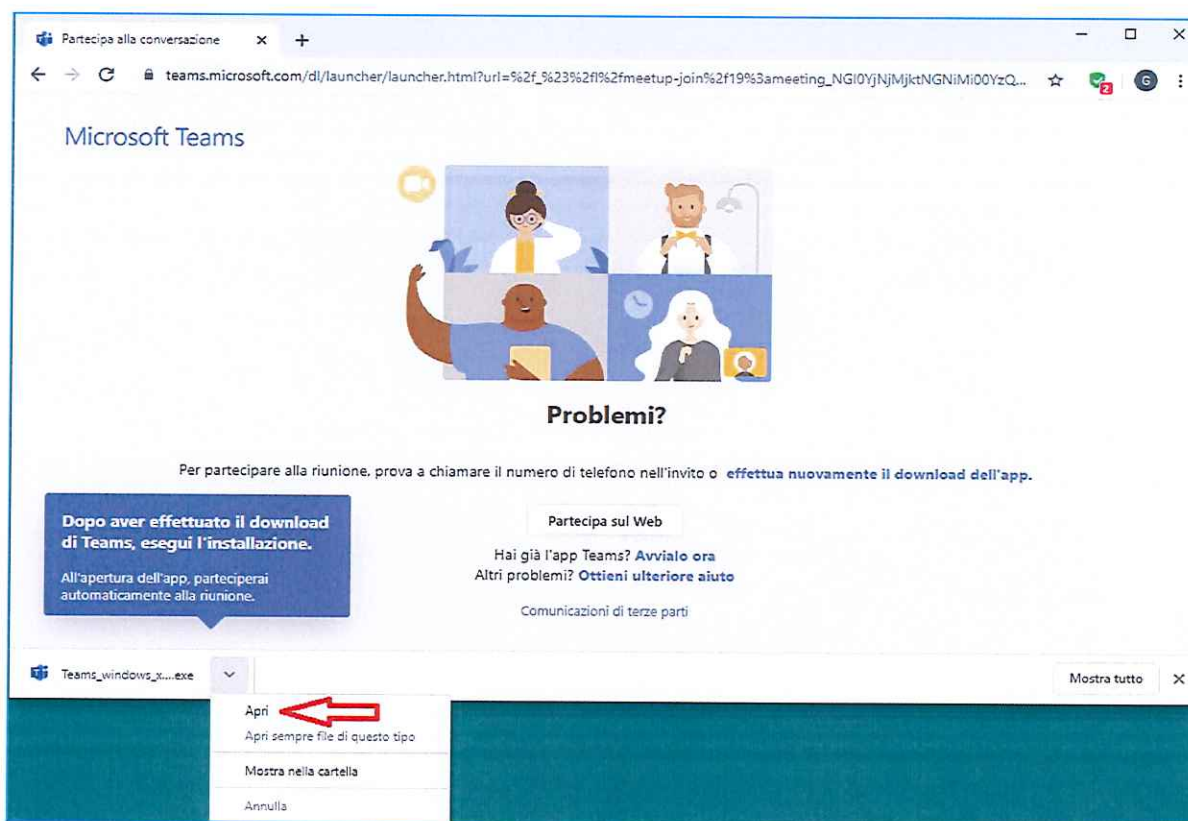 Partecipa alla conversazione
teams.microsoft.com/dl/launcher/launcher.html?url=%2f_%23%2fl%2fmeetup-join%2f19%3ameeting_NGI0YjNjMjktNGNiMi00YzQ...
2
G
Microsoft Teams
Problemi?
Per partecipare alla riunione, prova a chiamare il numero di telefono nell'invito o effettua nuovamente il download dell'app.
Dopo aver effettuato il download
di Teams, esegui l'installazione.
All'apertura dell'app, parteciperai
automaticamente alla riunione.
Partecipa sul Web
Hai già l'app Teams? Avvialo ora
Altri problemi? Ottieni ulteriore aiuto
Comunicazioni di terze parti
Teams_windows_x....exe
Mostra tutto
Apri
Apri sempre file di questo tipo
Mostra nella cartella
Annulla